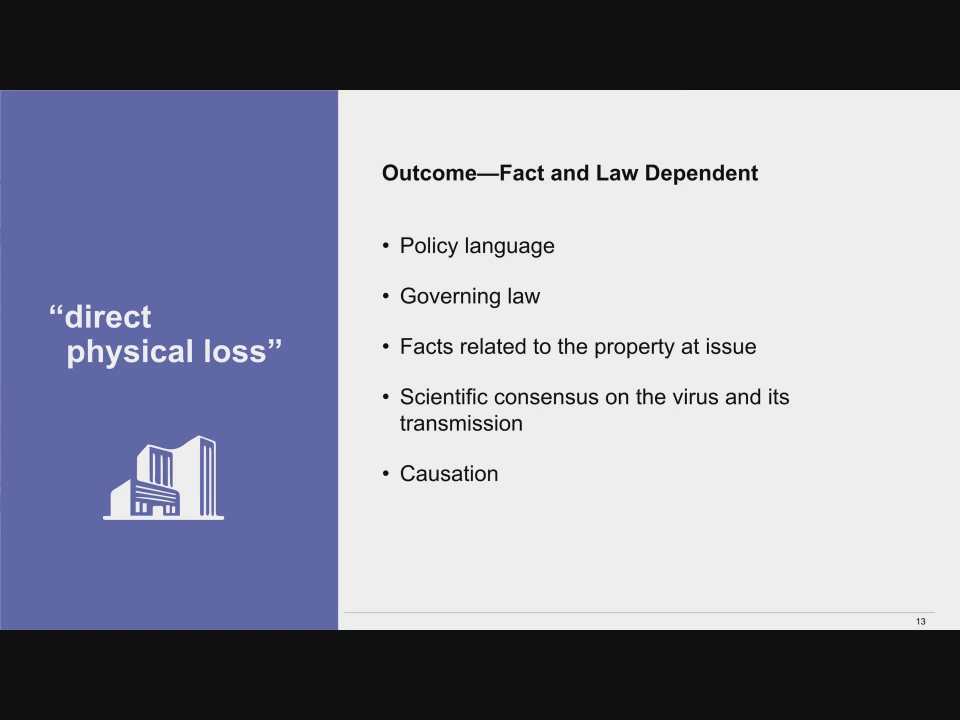 “direct
physical loss”
Outcome—Fact and Law Dependent
• Policy language
• Governing law
• Facts related to the property at issue
• Scientific consensus on the virus and its
transmission
• Causation
13